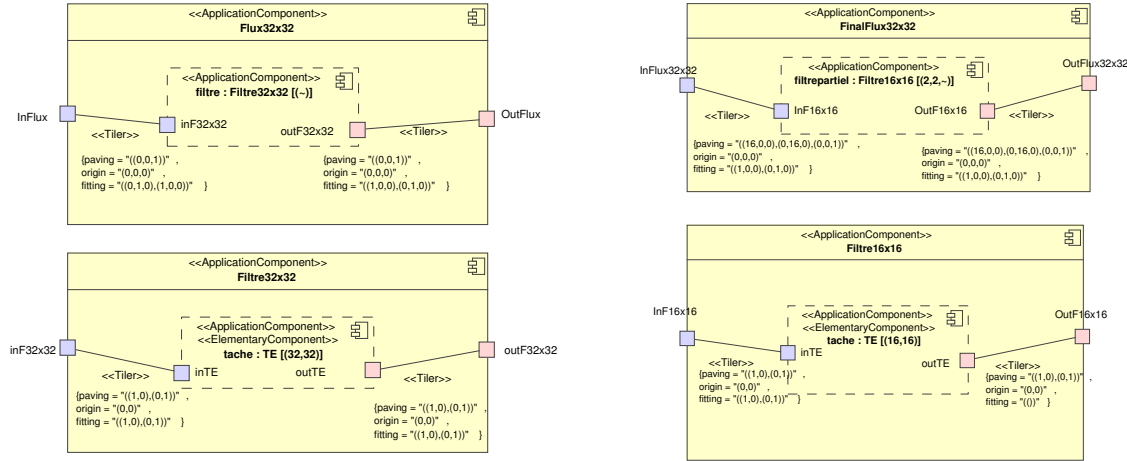 <<ApplicationComponent>>
Flux32x32
<<ApplicationComponent>>
filtre : Filtre32x32 [(~)]
InFlux
inF32x32
outF32x32
OutFlux
<<Tiler>>
<<Tiler>>
{paving = "((0,0,1))" ,
origin = "(0,0,0)" ,
fitting = "((0,1,0),(1,0,0))" }
{paving = "((0,0,1))" ,
origin = "(0,0,0)" ,
fitting = "((1,0,0),(0,1,0))" }
<<ApplicationComponent>>
FinalFlux32x32
<<ApplicationComponent>>
filtrepartiel : Filtre16x16 [(2,2,~)]
InFlux32x32
OutFlux32x32
InF16x16
OutF16x16
<<Tiler>>
<<Tiler>>
{paving = "((16,0,0),(0,16,0),(0,0,1))" ,
origin = "(0,0,0)" ,
fitting = "((1,0,0),(0,1,0))" }
{paving = "((16,0,0),(0,16,0),(0,0,1))" ,
origin = "(0,0,0)" ,
fitting = "((1,0,0),(0,1,0))" }
<<ApplicationComponent>>
Filtre32x32
<<ApplicationComponent>>
<<ElementaryComponent>>
tache : TE [(32,32)]
inF32x32
outF32x32
inTE
outTE
<<Tiler>>
<<Tiler>>
{paving = "((1,0),(0,1))" ,
origin = "(0,0)" ,
fitting = "((1,0),(0,1))" }
{paving = "((1,0),(0,1))" ,
origin = "(0,0)" ,
fitting = "((1,0),(0,1))" }
<<ApplicationComponent>>
Filtre16x16
<<ApplicationComponent>>
<<ElementaryComponent>>
tache : TE [(16,16)]
InF16x16
OutF16x16
inTE
outTE
<<Tiler>>
<<Tiler>>
{paving = "((1,0),(0,1))" ,
origin = "(0,0)" ,
fitting = "((1,0),(0,1))" }
{paving = "((1,0),(0,1))" ,
origin = "(0,0)" ,
fitting = "(())" }